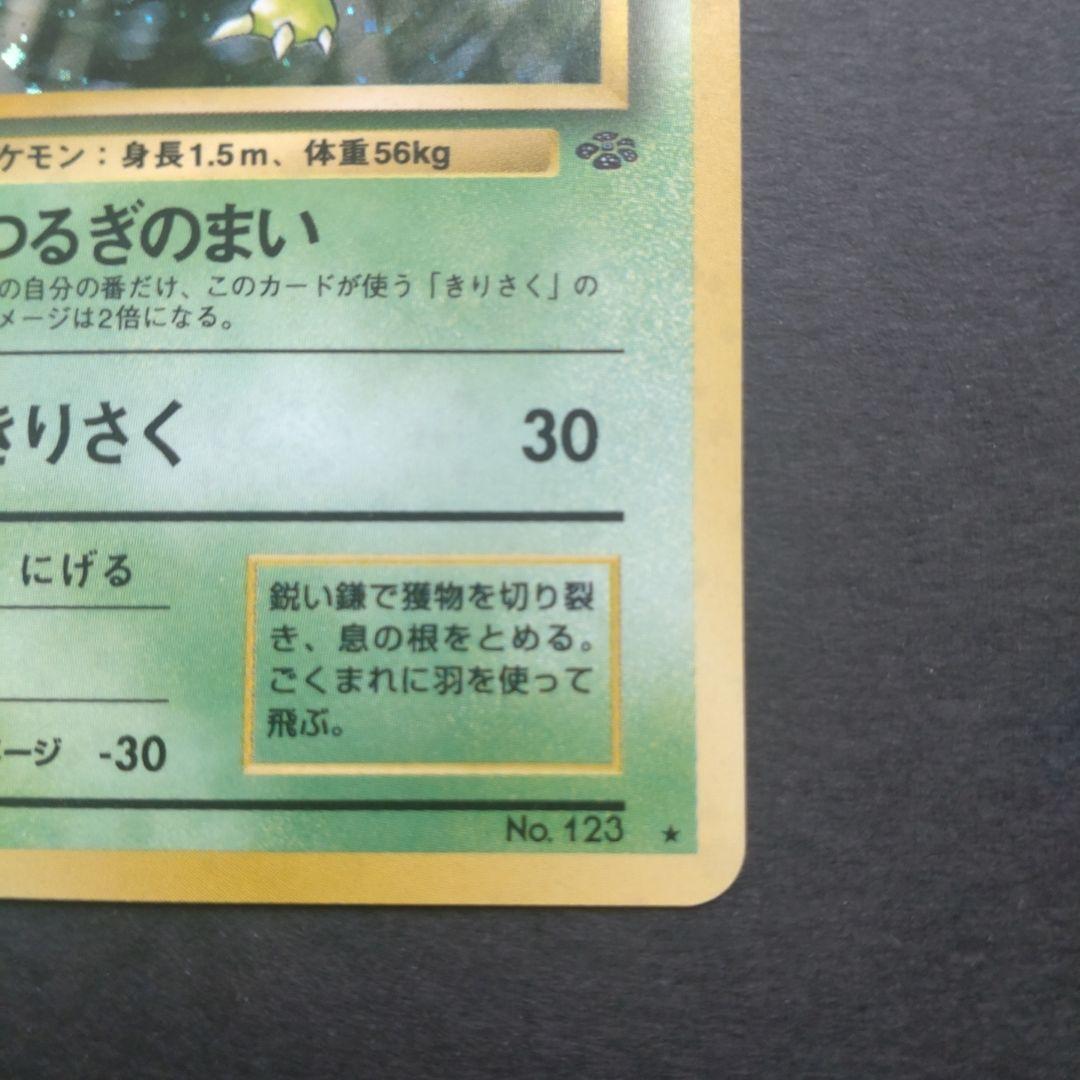 ケモン：身長1.5m、体重56kg
つるぎのまい
の自分の番だけ、このカードが使う「きりさく」の
メージは2倍になる。
きりさく 30
にげる
鋭い鎌で獲物を切り裂
き、息の根をとめる。
ごくまれに羽を使って
飛ぶ。
メージ -30
No. 123 ★